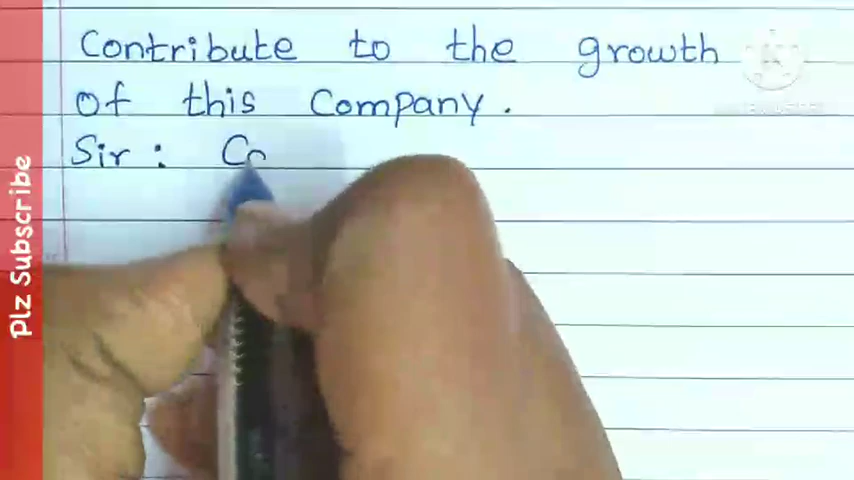 Contribute to the growth
of this Company.
Sir : Co
Plz Subscribe